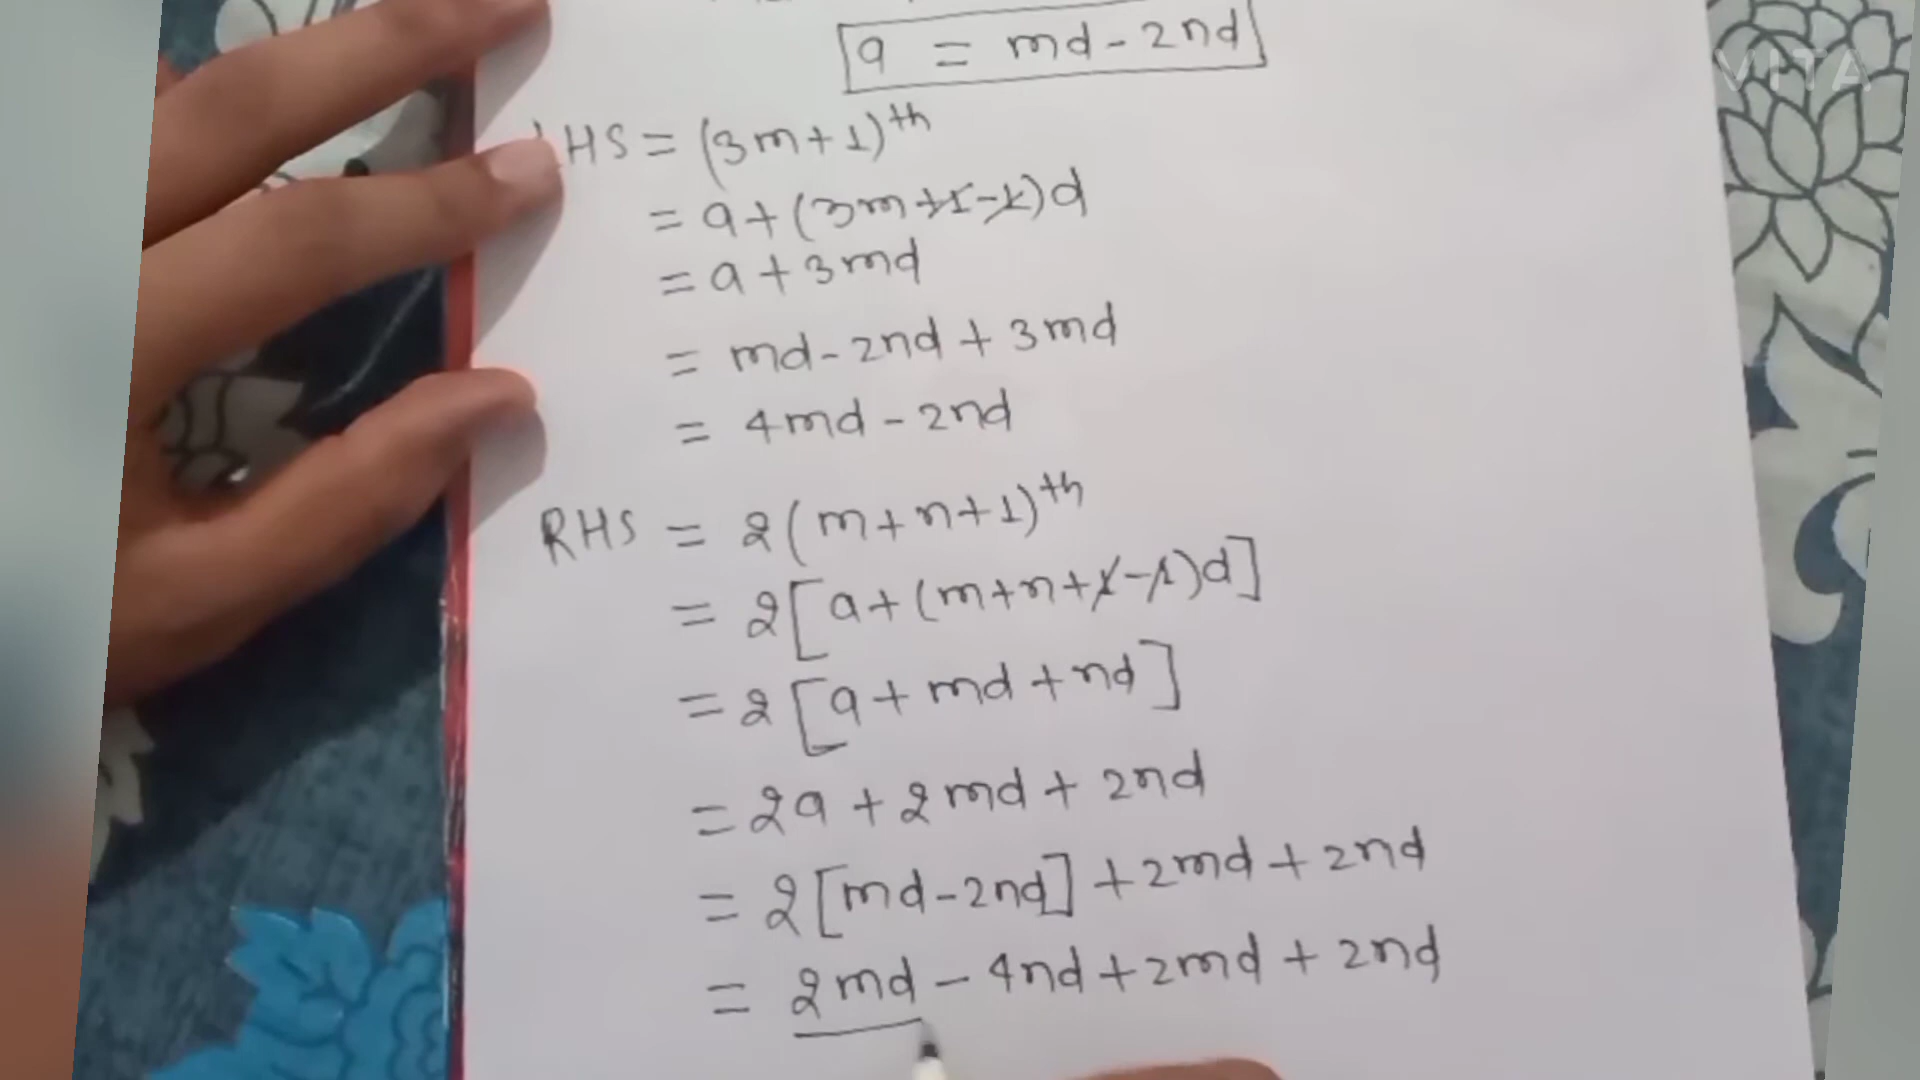 a = md - 2nd
VITA
LHS = (3m+1)th
= a+(3m+1-1)d
= a+3md
= md-2nd+3md
= 4md-2nd
RHS = 2(m+n+1)th
= 2[a+(m+n+1-1)d]
= 2[a+md+nd]
= 2a+2md+2nd
= 2[md-2nd]+2md+2nd
= 2md-4nd+2md+2nd